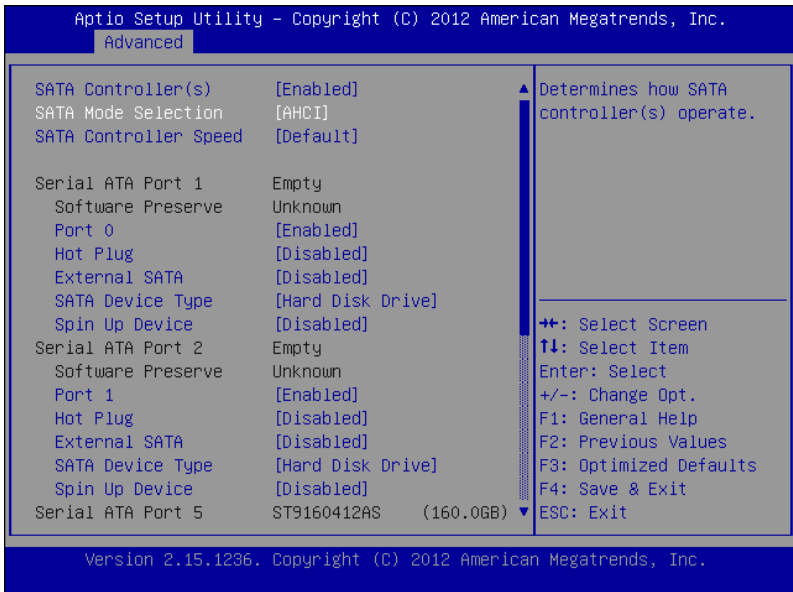 Aptio Setup Utility – Copyright (C) 2012 American Megatrends, Inc.
Advanced
SATA Controller(s) [Enabled]
SATA Mode Selection [AHCI]
SATA Controller Speed [Default]
Serial ATA Port 1 Empty
Software Preserve Unknown
Port 0 [Enabled]
Hot Plug [Disabled]
External SATA [Disabled]
SATA Device Type [Hard Disk Drive]
Spin Up Device [Disabled]
Serial ATA Port 2 Empty
Software Preserve Unknown
Port 1 [Enabled]
Hot Plug [Disabled]
External SATA [Disabled]
SATA Device Type [Hard Disk Drive]
Spin Up Device [Disabled]
Serial ATA Port 5 ST9160412AS (160.0GB)
Determines how SATA
controller(s) operate.
→←: Select Screen
↑↓: Select Item
Enter: Select
+/-: Change Opt.
F1: General Help
F2: Previous Values
F3: Optimized Defaults
F4: Save & Exit
ESC: Exit
Version 2.15.1236. Copyright (C) 2012 American Megatrends, Inc.